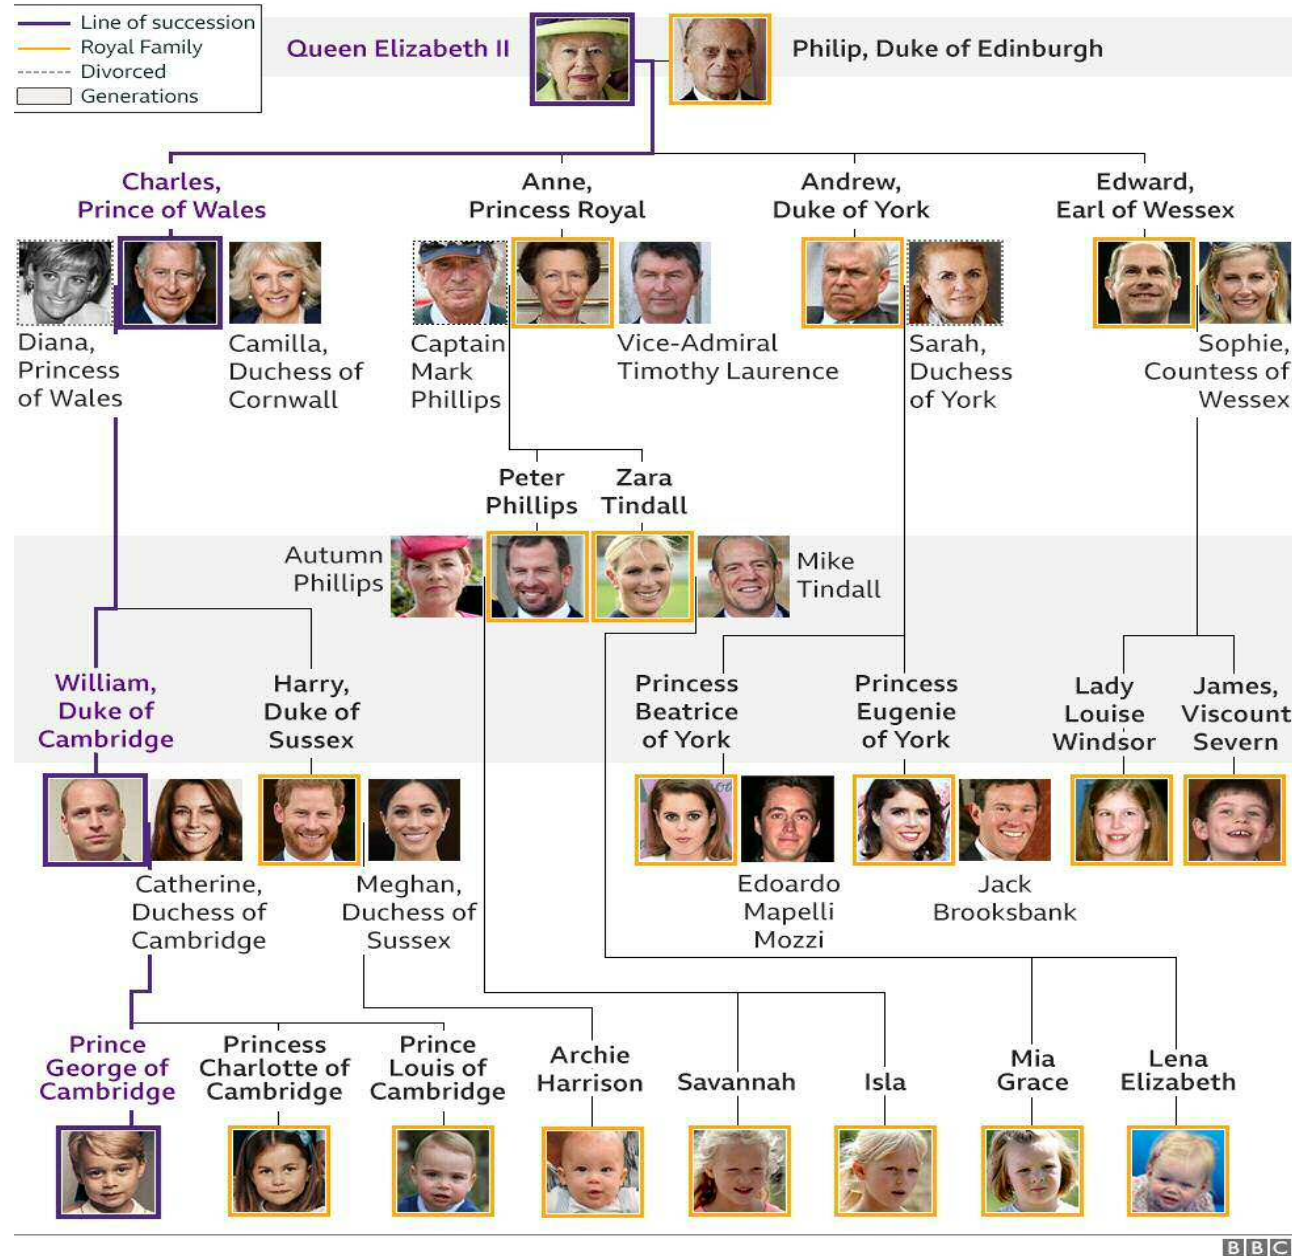 Line of succession
Royal Family
Divorced
Generations
Queen Elizabeth II
Philip, Duke of Edinburgh
Charles,
Prince of Wales
Anne,
Princess Royal
Andrew,
Duke of York
Edward,
Earl of Wessex
Diana,
Princess
of Wales
Camilla,
Duchess of
Cornwall
Captain
Mark
Phillips
Vice-Admiral
Timothy Laurence
Sarah,
Duchess
of York
Sophie,
Countess of
Wessex
Peter
Phillips
Zara
Tindall
Autumn
Phillips
Mike
Tindall
William,
Duke of
Cambridge
Harry,
Duke of
Sussex
Princess
Beatrice
of York
Princess
Eugenie
of York
Lady
Louise
Windsor
James,
Viscount
Severn
Catherine,
Duchess of
Cambridge
Meghan,
Duchess of
Sussex
Edoardo
Mapelli
Mozzi
Jack
Brooksbank
Prince
George of
Cambridge
Princess
Charlotte of
Cambridge
Prince
Louis of
Cambridge
Archie
Harrison
Savannah
Isla
Mia
Grace
Lena
Elizabeth
BBC